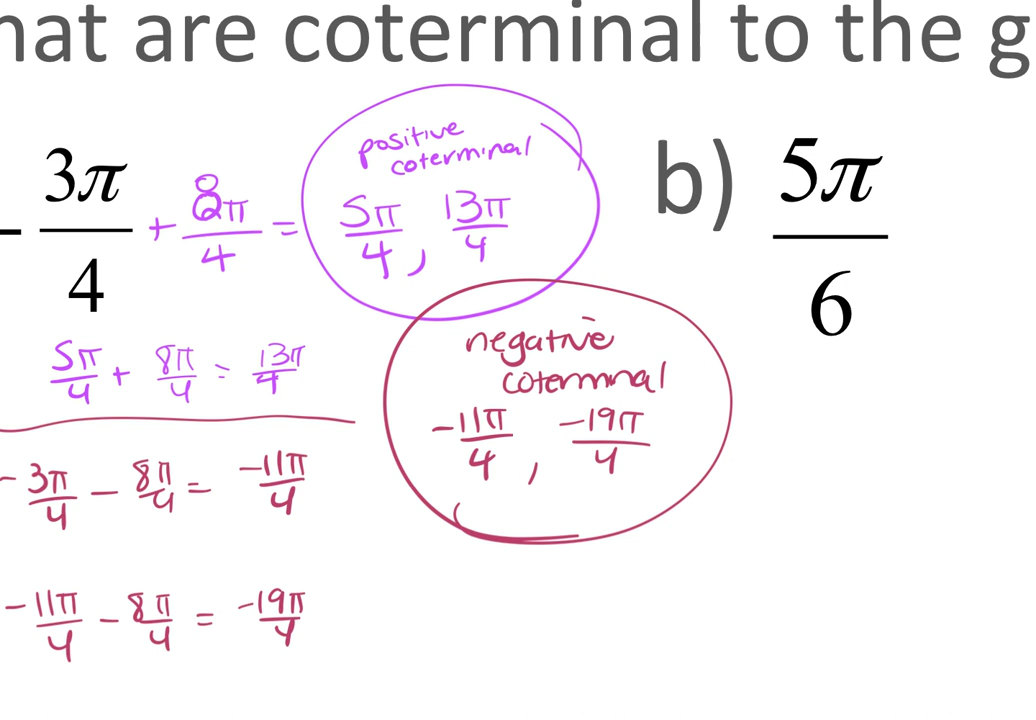 hat are coterminal to the g
- 3π/4 + 8π/4 = 5π/4, 13π/4
positive
coterminal
b) 5π/6
5π/4 + 8π/4 = 13π/4
negative
coterminal
-11π/4, -19π/4
-3π/4 - 8π/4 = -11π/4
-11π/4 - 8π/4 = -19π/4